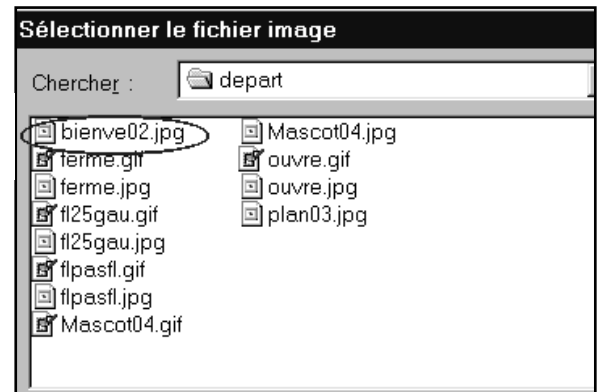 Sélectionner le fichier image
Chercher :
depart
bienve02.jpg
ferme.gif
ferme.jpg
fl25gau.gif
fl25gau.jpg
flpasfl.gif
flpasfl.jpg
Mascot04.gif
Mascot04.jpg
ouvre.gif
ouvre.jpg
plan03.jpg